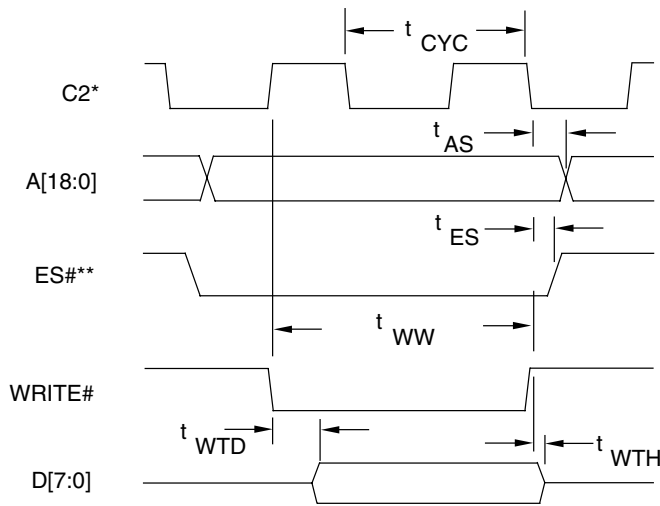 t CYC
C2*
t AS
A[18:0]
t ES
ES#**
t WW
WRITE#
t WTD
t WTH
D[7:0]